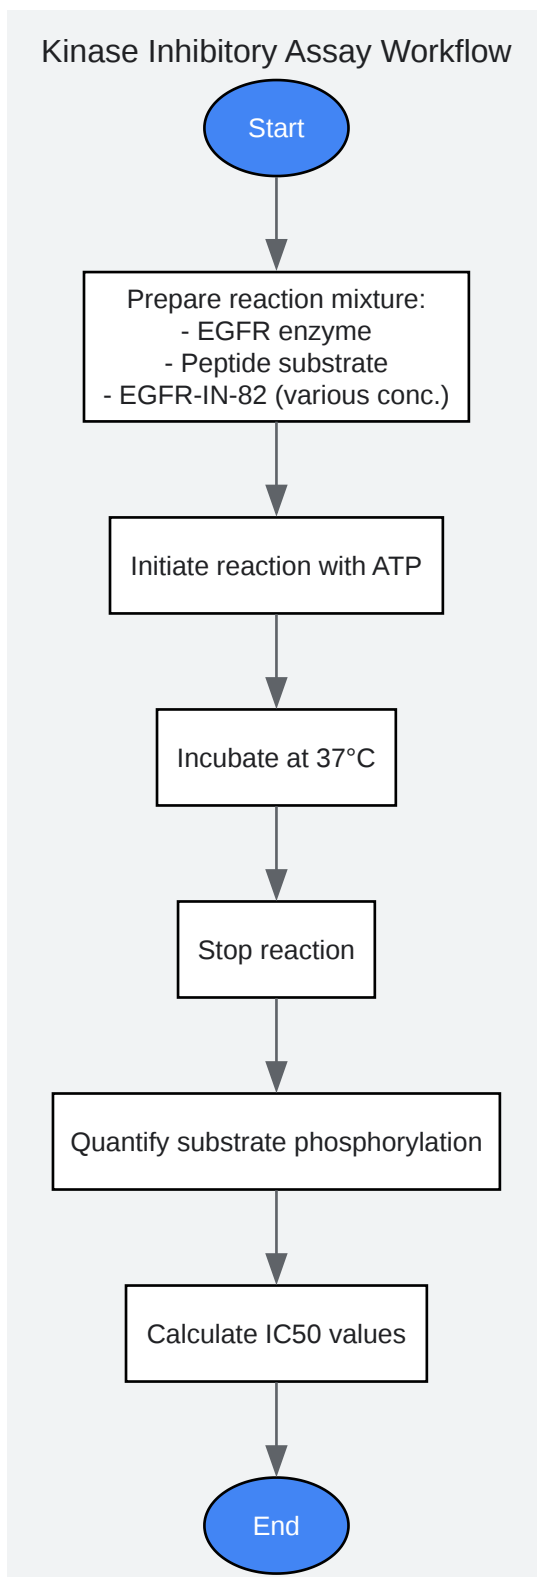 Kinase Inhibitory Assay Workflow
Start
Prepare reaction mixture:
- EGFR enzyme
- Peptide substrate
- EGFR-IN-82 (various conc.)
Initiate reaction with ATP
Incubate at 37°C
Stop reaction
Quantify substrate phosphorylation
Calculate IC50 values
End